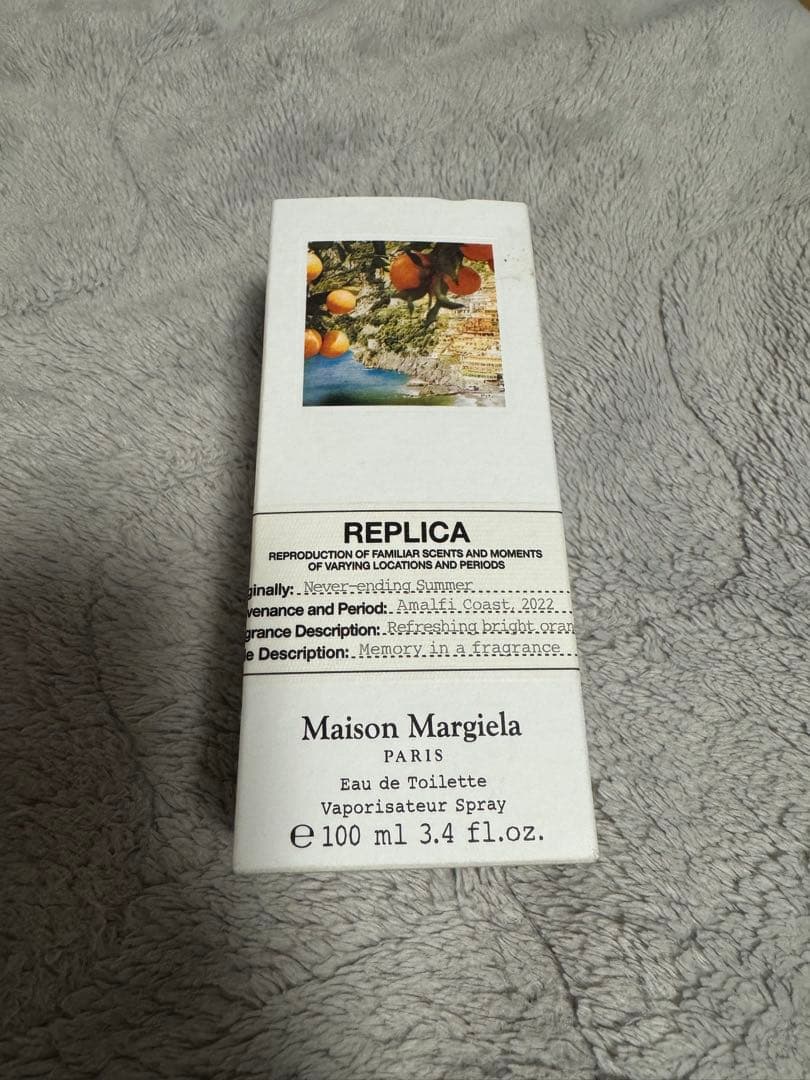 REPLICA
REPRODUCTION OF FAMILIAR SCENTS AND MOMENTS
OF VARYING LOCATIONS AND PERIODS
ginally: Never-ending Summer
venance and Period: Amalfi Coast, 2022
grance Description: Refreshing bright oran
e Description: Memory in a fragrance
Maison Margiela
PARIS
Eau de Toilette
Vaporisateur Spray
e 100 ml 3.4 fl.oz.